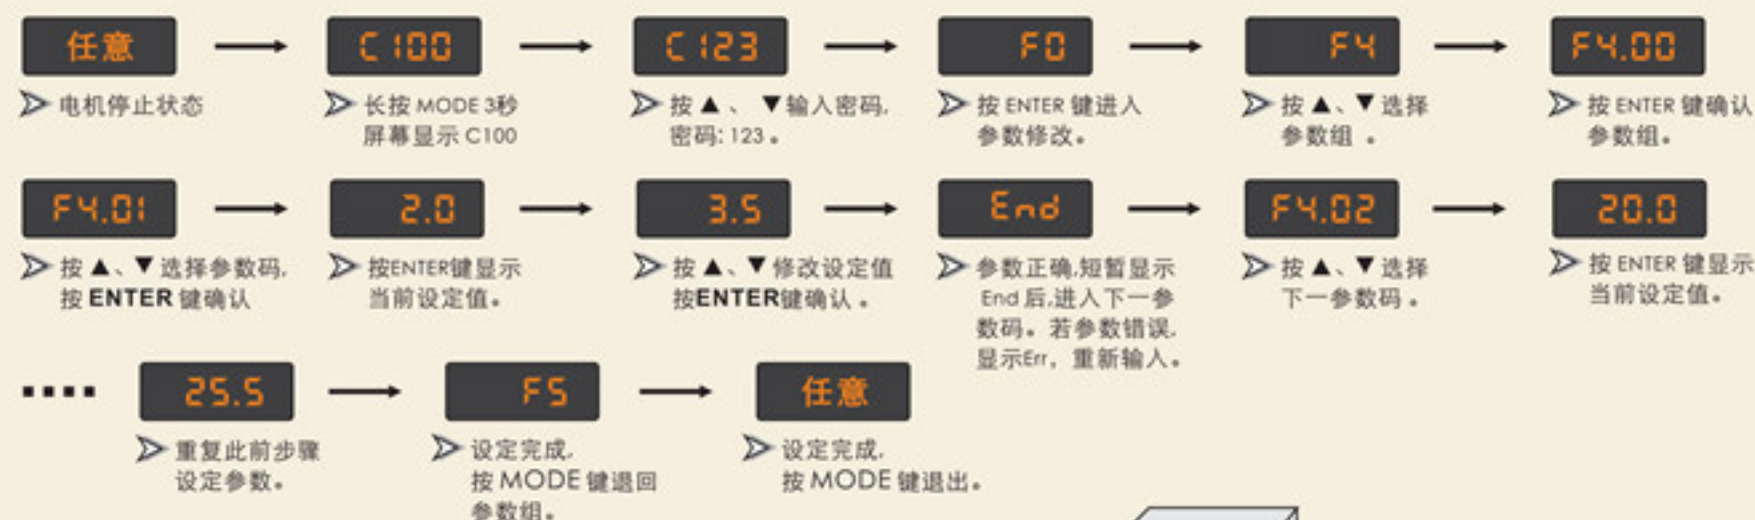 任意
C100
C123
F0
F4
F4.00
电机停止状态
长按 MODE 3秒
屏幕显示 C100
按 ▲、▼输入密码.
密码: 123。
按 ENTER 键进入
参数修改。
按 ▲、▼ 选择
参数组 。
按 ENTER 键确认
参数组。
F4.01
2.0
3.5
End
F4.02
20.0
按 ▲、▼ 选择参数码.
按 ENTER 键确认
按ENTER键显示
当前设定值。
按 ▲、▼ 修改设定值
按ENTER键确认 。
参数正确.短暂显示
End 后.进入下一参
数码。若参数错误.
显示Err，重新输入。
按 ▲、▼ 选择
下一参数码 。
按 ENTER 键显示
当前设定值。
25.5
F5
任意
重复此前步骤
设定参数。
设定完成.
按 MODE 键退回
参数组。
设定完成.
按 MODE 键退出。